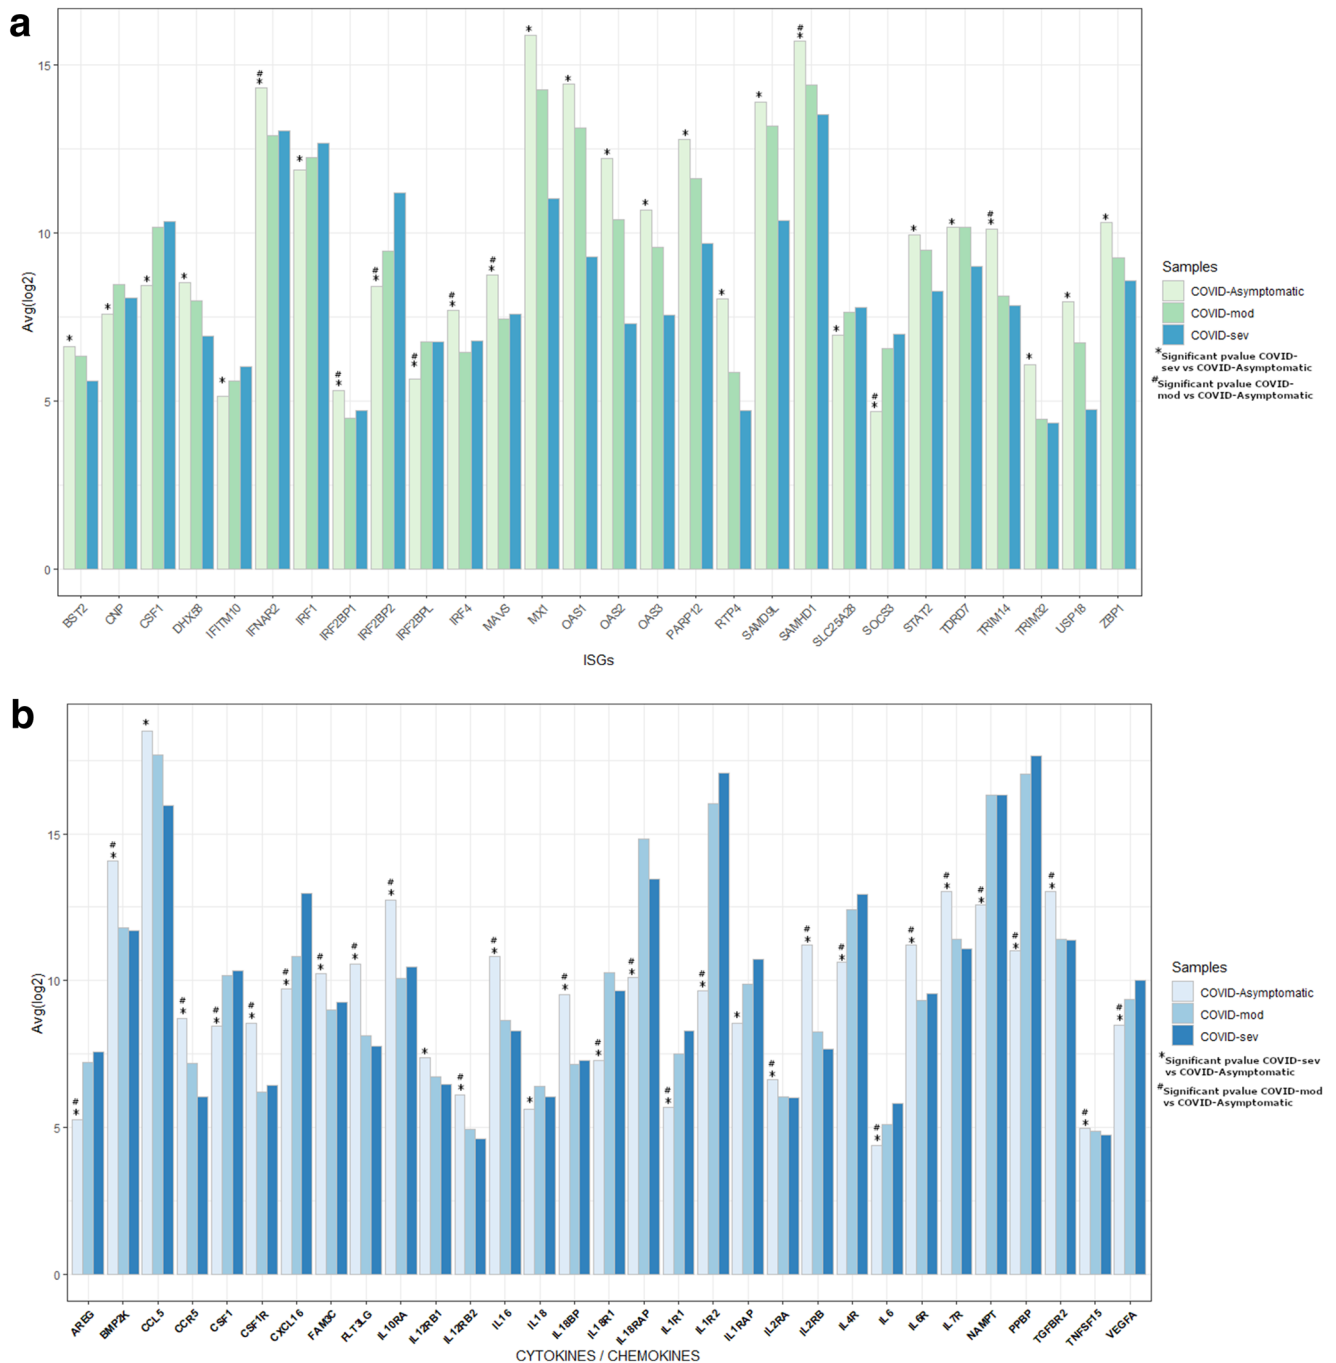 a
#
*
15
10
5
0
Avg(log2)
BST2
CNP
CSF1
DHX58
IFITM10
IFNAR2
IRF1
IRF2BP1
IRF2BP2
IRF2BPL
IRF4
MAVS
MX1
OAS1
OAS2
OAS3
PARP12
RTP4
SAMD3L
SAMHD1
SLC25A28
SOCS3
STAT2
TDRD7
TRIM14
TRIM32
USP18
ZBP1
ISGs
Samples
COVID-Asymptomatic
COVID-mod
COVID-sev
*Significant pvalue COVID-
sev vs COVID-Asymptomatic
#Significant pvalue COVID-
mod vs COVID-Asymptomatic
b
15
10
5
0
Avg(log2)
AREG
BMP2K
CCL5
CCR5
CSF1
CSF1R
CXCL16
FAM3C
FLT3LG
IL10RA
IL12RB1
IL12RB2
IL16
IL18
IL18BP
IL18R1
IL18RAP
IL1R1
IL1R2
IL1RAP
IL2RA
IL2RB
IL4R
IL6
IL6R
IL7R
NAMPT
PPBP
TGFBR2
TNFSF15
VEGFA
CYTOKINES / CHEMOKINES
Samples
COVID-Asymptomatic
COVID-mod
COVID-sev
*Significant pvalue COVID-sev
vs COVID-Asymptomatic
#Significant pvalue COVID-mod
vs COVID-Asymptomatic